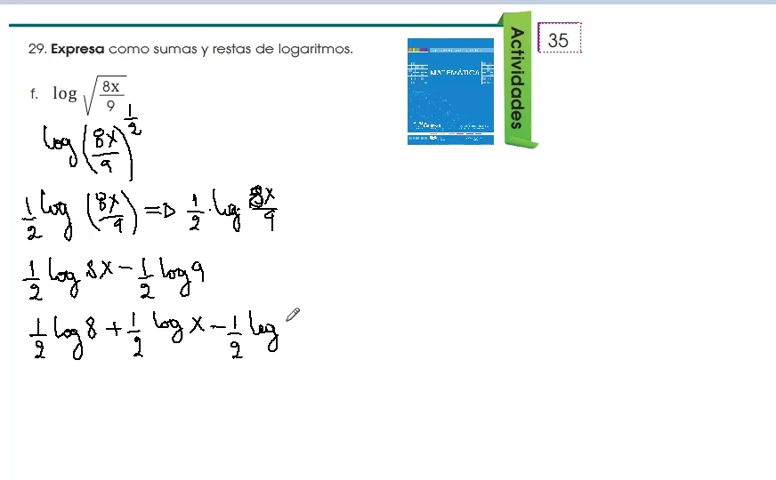 29. Expresa como sumas y restas de logaritmos.
f. log √(8x/9)
log (8x/9)^(1/2)
1/2 log (8x/9) => 1/2 · log 8x/9
1/2 log 8x - 1/2 log 9
1/2 log 8 + 1/2 log x - 1/2 log
MATEMÁTICA
Actividades
35